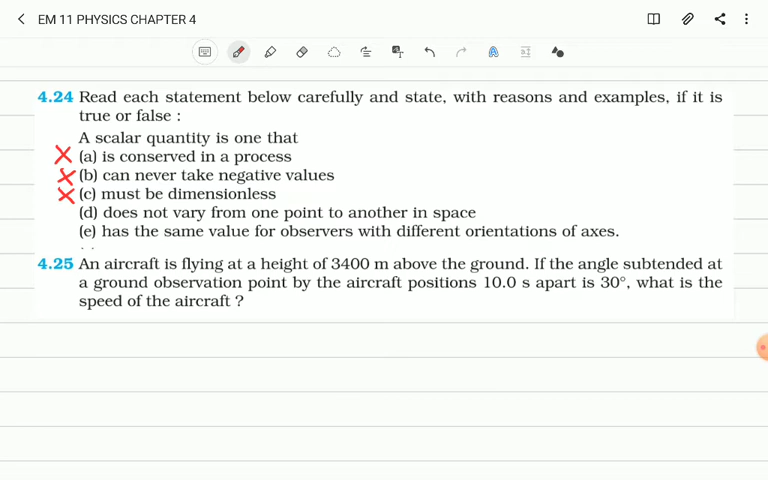 EM 11 PHYSICS CHAPTER 4
4.24 Read each statement below carefully and state, with reasons and examples, if it is
true or false :
A scalar quantity is one that
(a) is conserved in a process
(b) can never take negative values
(c) must be dimensionless
(d) does not vary from one point to another in space
(e) has the same value for observers with different orientations of axes.
4.25 An aircraft is flying at a height of 3400 m above the ground. If the angle subtended at
a ground observation point by the aircraft positions 10.0 s apart is 30°, what is the
speed of the aircraft ?